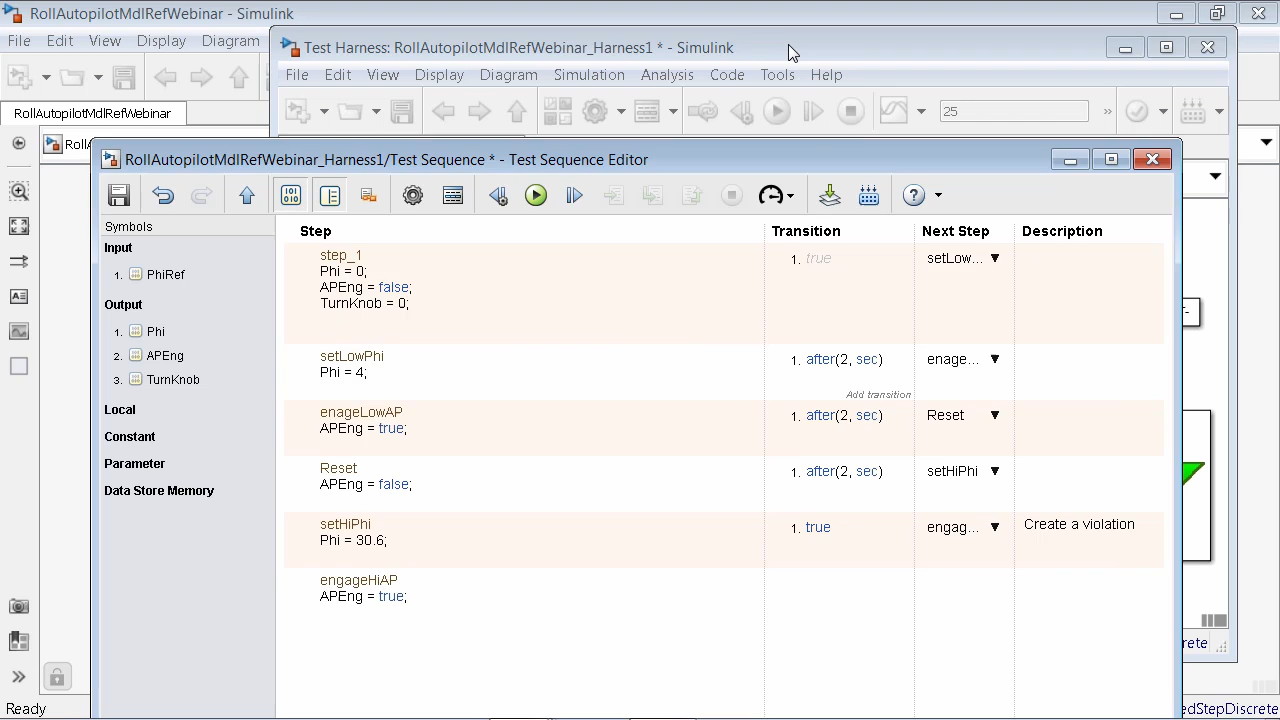 RollAutopilotMdlRefWebinar - Simulink
File Edit View Display Diagram
RollAutopilotMdlRefWebinar
Test Harness: RollAutopilotMdlRefWebinar_Harness1 * - Simulink
File Edit View Display Diagram Simulation Analysis Code Tools Help
25
RollAutopilotMdlRefWebinar_Harness1/Test Sequence * - Test Sequence Editor
Symbols
Input
1. PhiRef
Output
1. Phi
2. APEng
3. TurnKnob
Local
Constant
Parameter
Data Store Memory
Step Transition Next Step Description
step_1 1. true setLow...
Phi = 0;
APEng = false;
TurnKnob = 0;
setLowPhi 1. after(2, sec) enage...
Phi = 4;
Add transition
enageLowAP 1. after(2, sec) Reset
APEng = true;
Reset 1. after(2, sec) setHiPhi
APEng = false;
setHiPhi 1. true engag... Create a violation
Phi = 30.6;
engageHiAP
APEng = true;
Ready